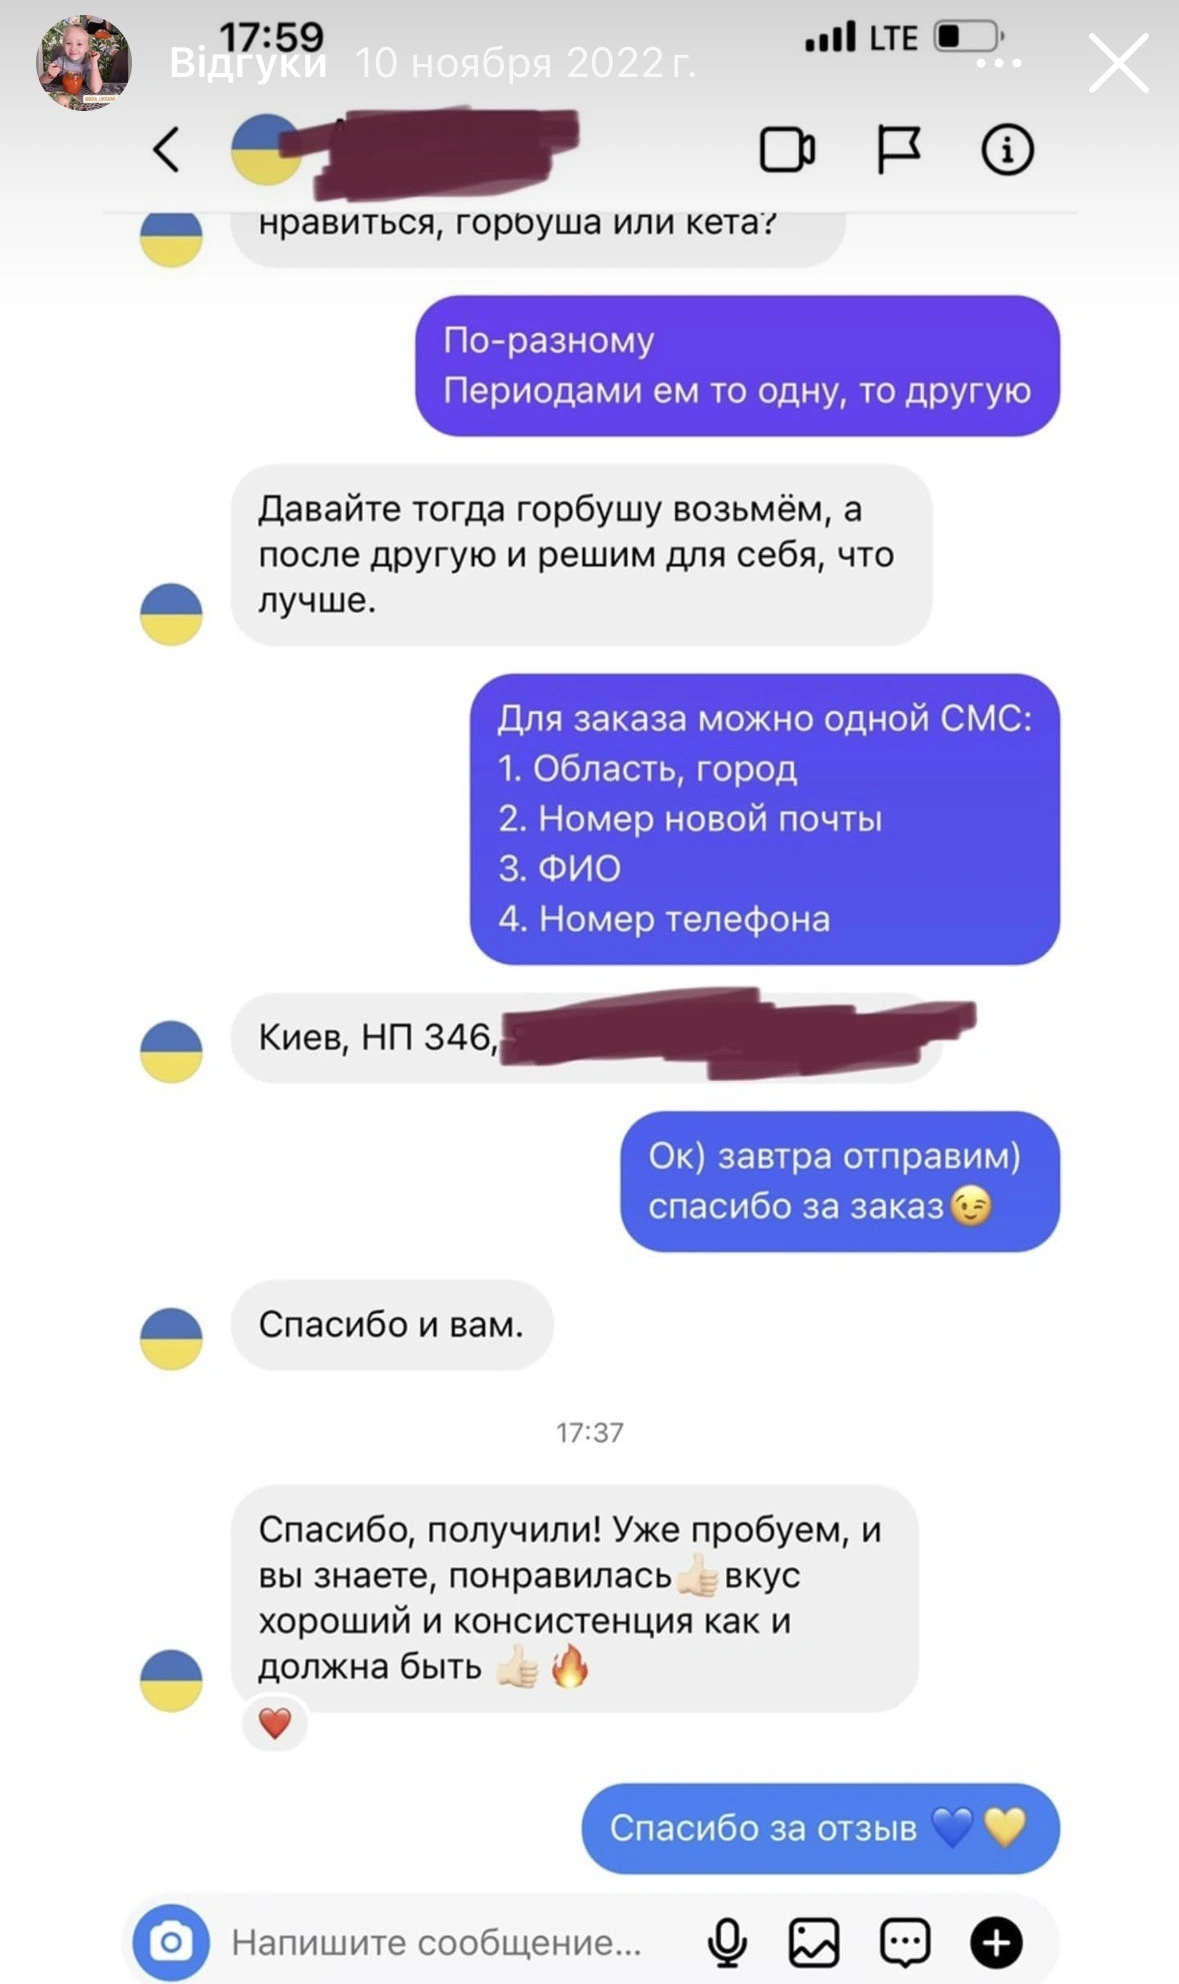 17:59 LTE
Відгуки 10 ноября 2022 г.
нравиться, горбуша или кета?
По-разному
Периодами ем то одну, то другую
Давайте тогда горбушу возьмём, а
после другую и решим для себя, что
лучше.
Для заказа можно одной СМС:
1. Область, город
2. Номер новой почты
3. ФИО
4. Номер телефона
Киев, НП 346,
Ок) завтра отправим)
спасибо за заказ😉
Спасибо и вам.
17:37
Спасибо, получили! Уже пробуем, и
вы знаете, понравилась👍🏻вкус
хороший и консистенция как и
должна быть 👍🏻🔥
❤️
Спасибо за отзыв 💙💛
Напишите сообщение...